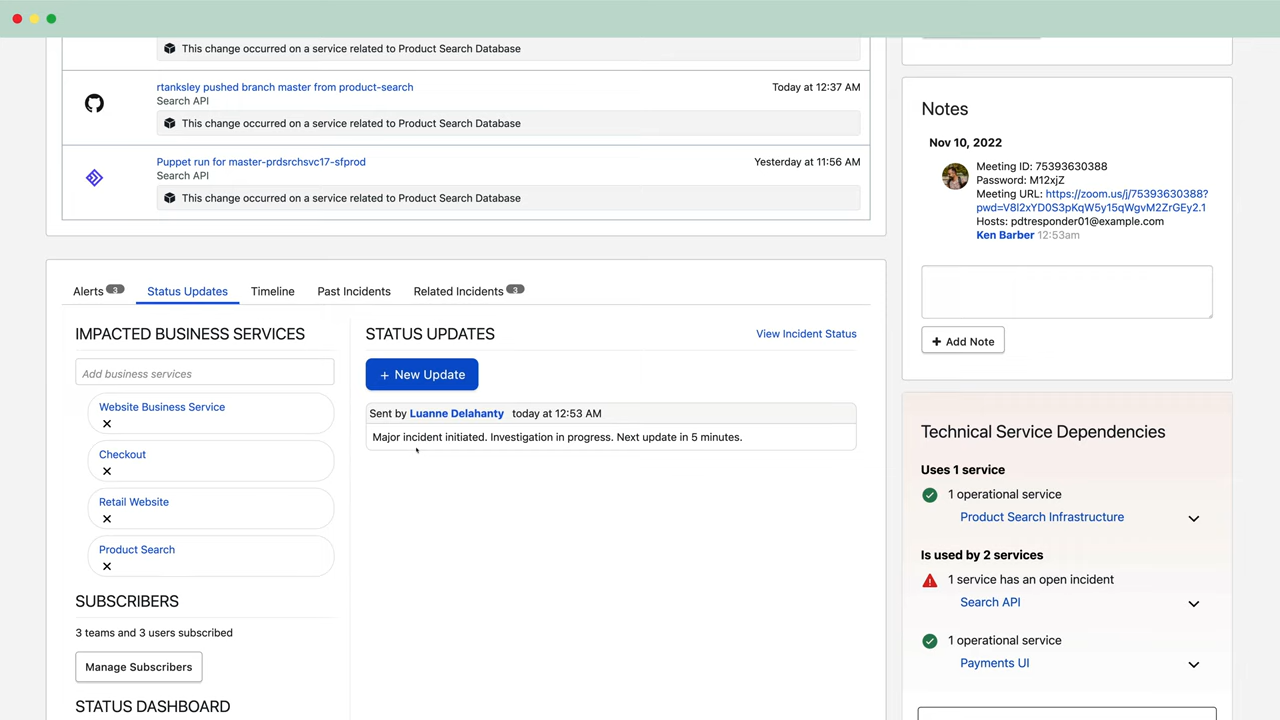 This change occurred on a service related to Product Search Database
rtanksley pushed branch master from product-search
Today at 12:37 AM
Search API
This change occurred on a service related to Product Search Database
Puppet run for master-prdsrchsvc17-sfprod
Yesterday at 11:56 AM
Search API
This change occurred on a service related to Product Search Database
Alerts 3
Status Updates
Timeline
Past Incidents
Related Incidents 3
IMPACTED BUSINESS SERVICES
Add business services
Website Business Service
Checkout
Retail Website
Product Search
SUBSCRIBERS
3 teams and 3 users subscribed
Manage Subscribers
STATUS DASHBOARD
STATUS UPDATES
View Incident Status
+ New Update
Sent by Luanne Delahanty today at 12:53 AM
Major incident initiated. Investigation in progress. Next update in 5 minutes.
Notes
Nov 10, 2022
Meeting ID: 75393630388
Password: M12xjZ
Meeting URL: https://zoom.us/j/75393630388?
pwd=V8l2xYD0S3pKqW5y15qWgvM2ZrGEy2.1
Hosts: pdtresponder01@example.com
Ken Barber 12:53am
+ Add Note
Technical Service Dependencies
Uses 1 service
1 operational service
Product Search Infrastructure
Is used by 2 services
1 service has an open incident
Search API
1 operational service
Payments UI